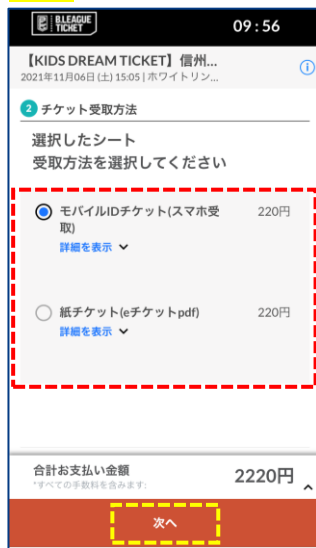 B.LEAGUE
TICKET
09:56
【KIDS DREAM TICKET】信州...
2021年11月06日 (土) 15:05 | ホワイトリン...
2 チケット受取方法
選択したシート
受取方法を選択してください
モバイルIDチケット(スマホ受 220円
取)
詳細を表示
紙チケット(eチケットpdf) 220円
詳細を表示
合計お支払い金額 2220円
*すべての手数料を含みます:
次へ